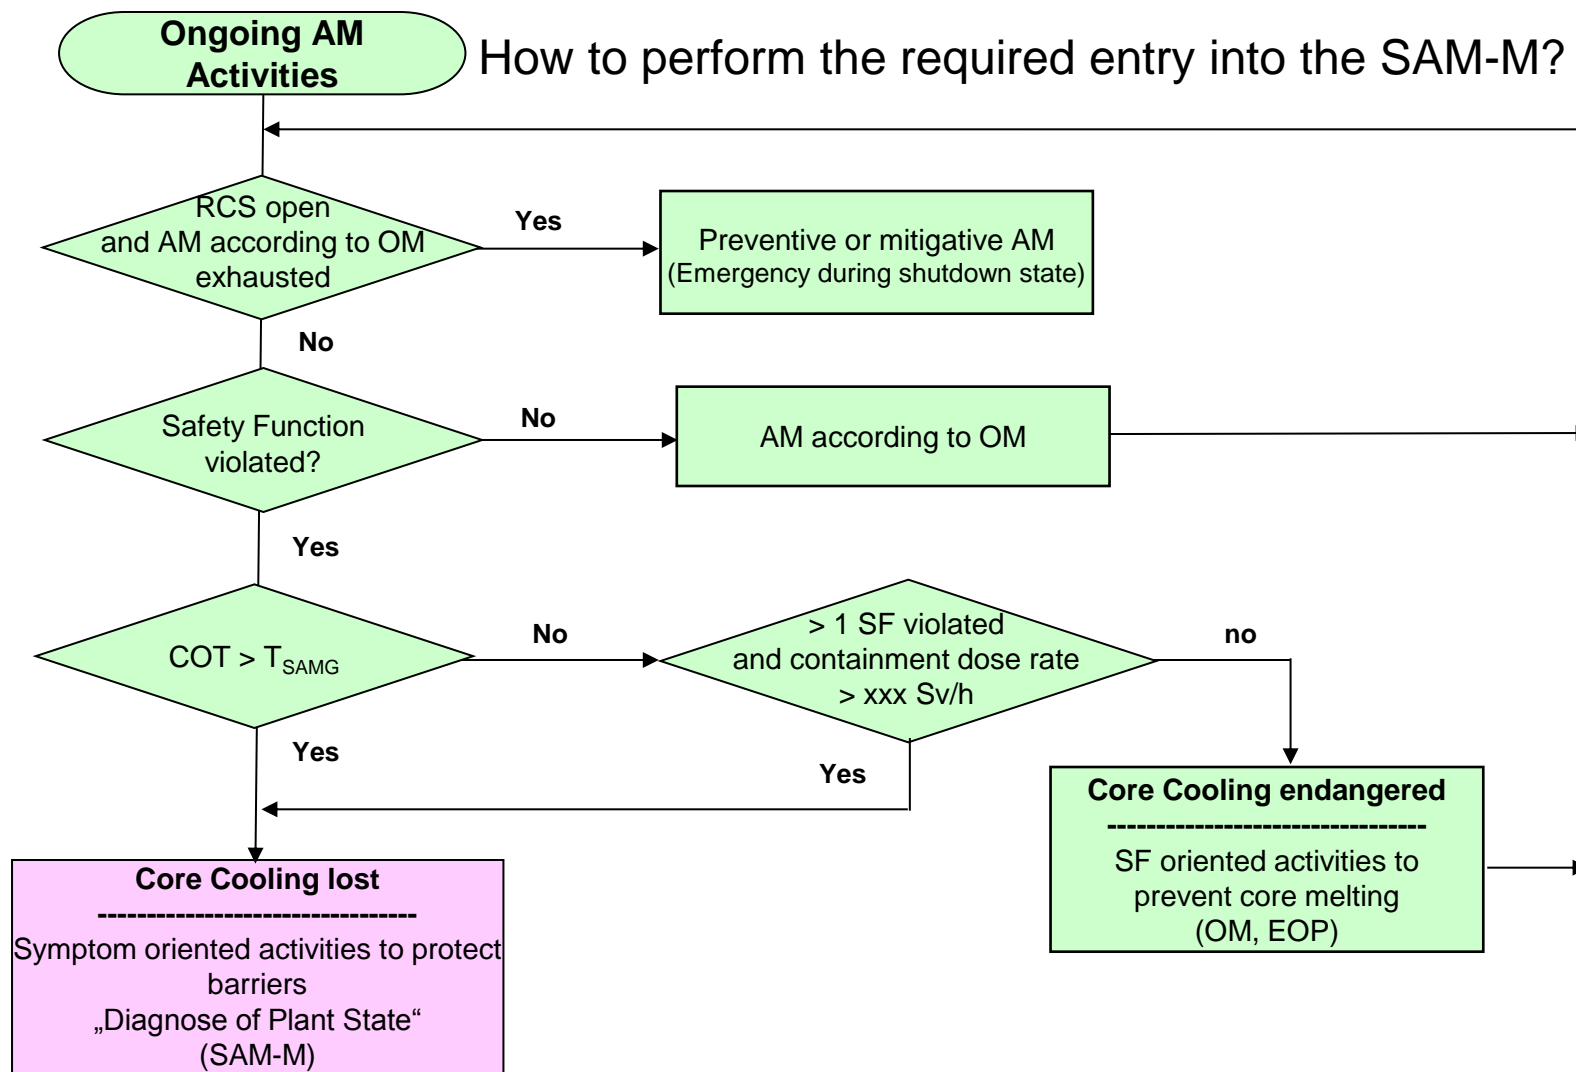 Ongoing AM
Activities
How to perform the required entry into the SAM-M?
RCS open
and AM according to OM
exhausted
Yes
Preventive or mitigative AM
(Emergency during shutdown state)
No
Safety Function
violated?
No
AM according to OM
Yes
COT > TSAMG
No
> 1 SF violated
and containment dose rate
> xxx Sv/h
no
Yes
Yes
Core Cooling endangered
---------------------------------
SF oriented activities to
prevent core melting
(OM, EOP)
Core Cooling lost
---------------------------------
Symptom oriented activities to protect
barriers
„Diagnose of Plant State“
(SAM-M)